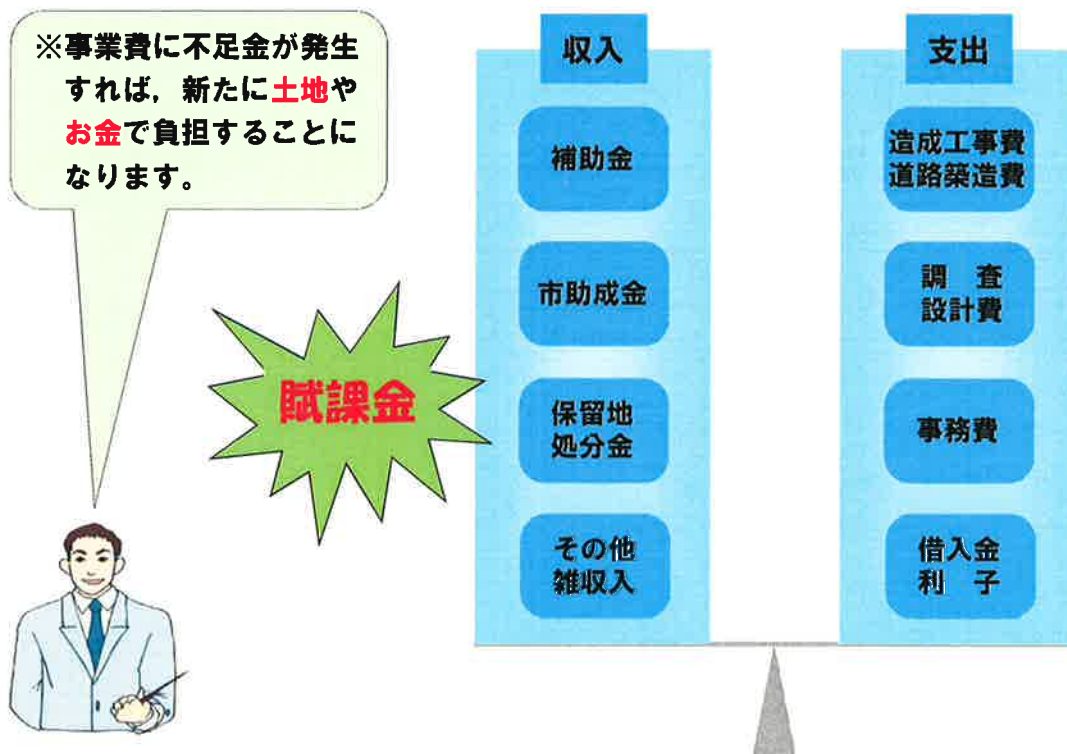 ※事業費に不足金が発生
すれば，新たに土地や
お金で負担することに
なります。
賦課金
収入
補助金
市助成金
保留地
処分金
その他
雑収入
支出
造成工事費
道路築造費
調　査
設計費
事務費
借入金
利　子